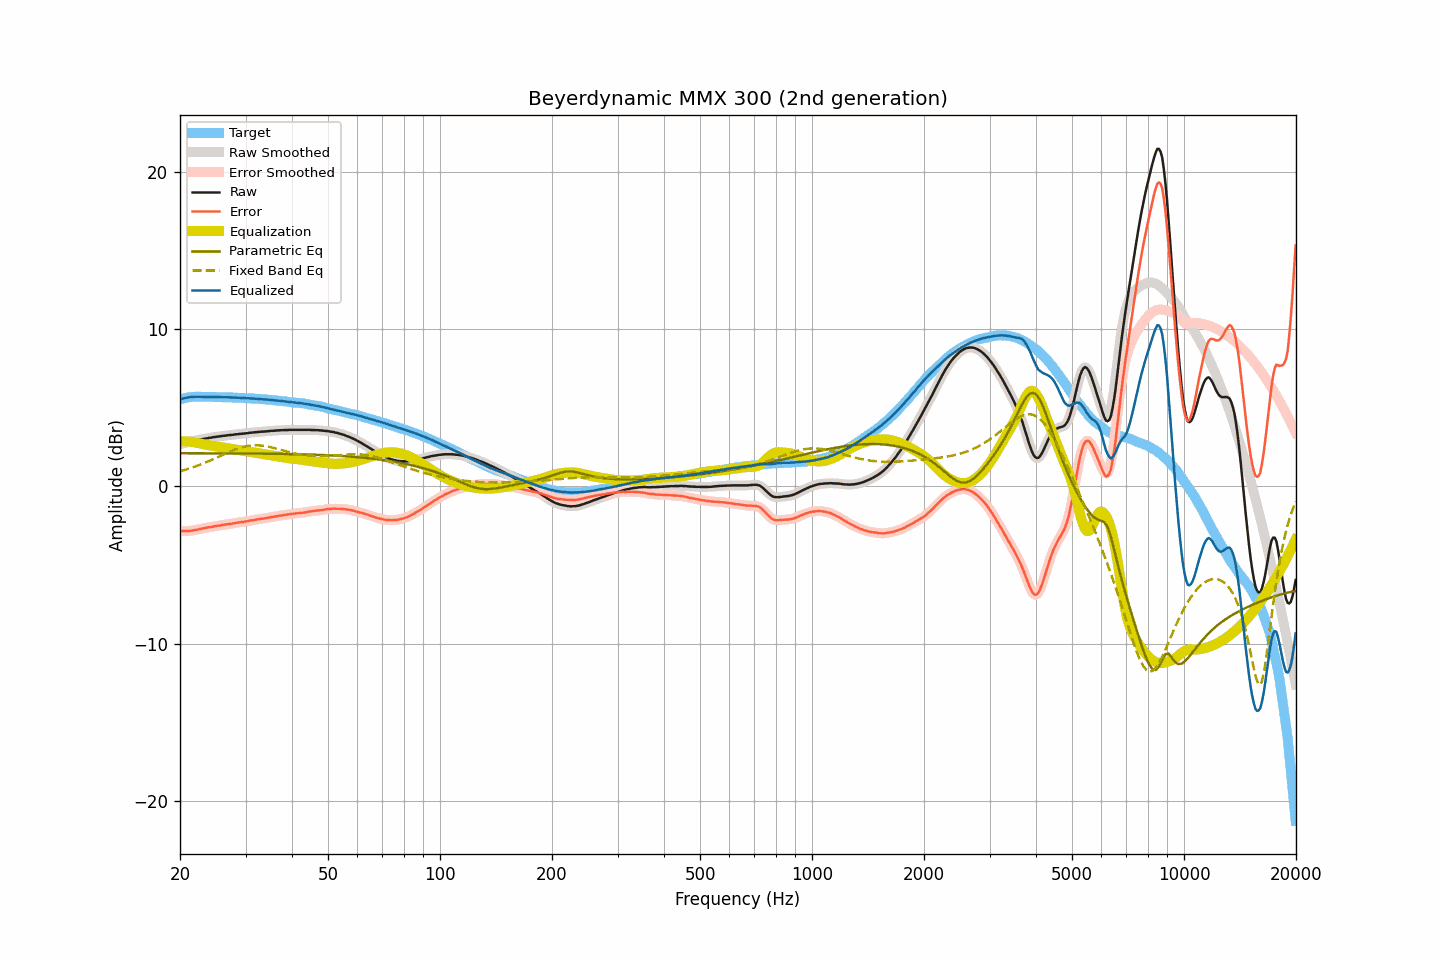 Beyerdynamic MMX 300 (2nd generation)
Target
Raw Smoothed
Error Smoothed
Raw
Error
Equalization
Parametric Eq
Fixed Band Eq
Equalized
20
10
0
−10
−20
Amplitude (dBr)
20 50 100 200 500 1000 2000 5000 10000 20000
Frequency (Hz)